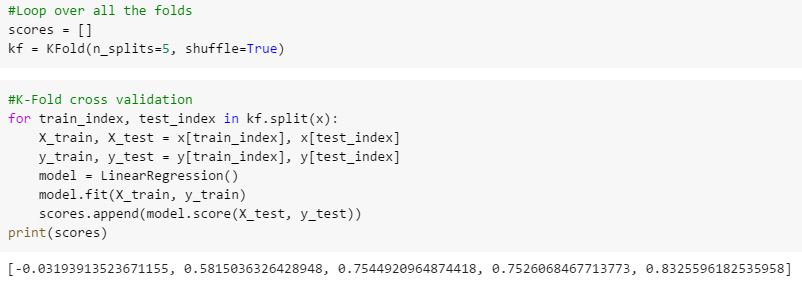 #Loop over all the folds
scores = []
kf = KFold(n_splits=5, shuffle=True)
#K-Fold cross validation
for train_index, test_index in kf.split(x):
    X_train, X_test = x[train_index], x[test_index]
    y_train, y_test = y[train_index], y[test_index]
    model = LinearRegression()
    model.fit(X_train, y_train)
    scores.append(model.score(X_test, y_test))
print(scores)
[-0.03193913523671155, 0.5815036326428948, 0.7544920964874418, 0.7526068467713773, 0.8325596182535958]